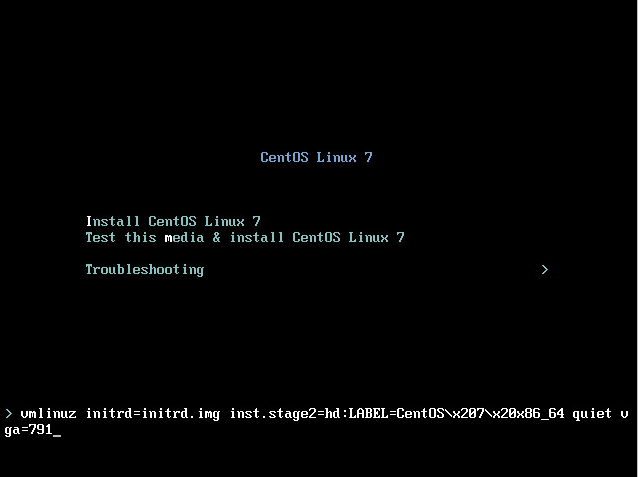 CentOS Linux 7
Install CentOS Linux 7
Test this media & install CentOS Linux 7
Troubleshooting >
> vmlinuz initrd=initrd.img inst.stage2=hd:LABEL=CentOS\x207\x20x86_64 quiet v
ga=791_